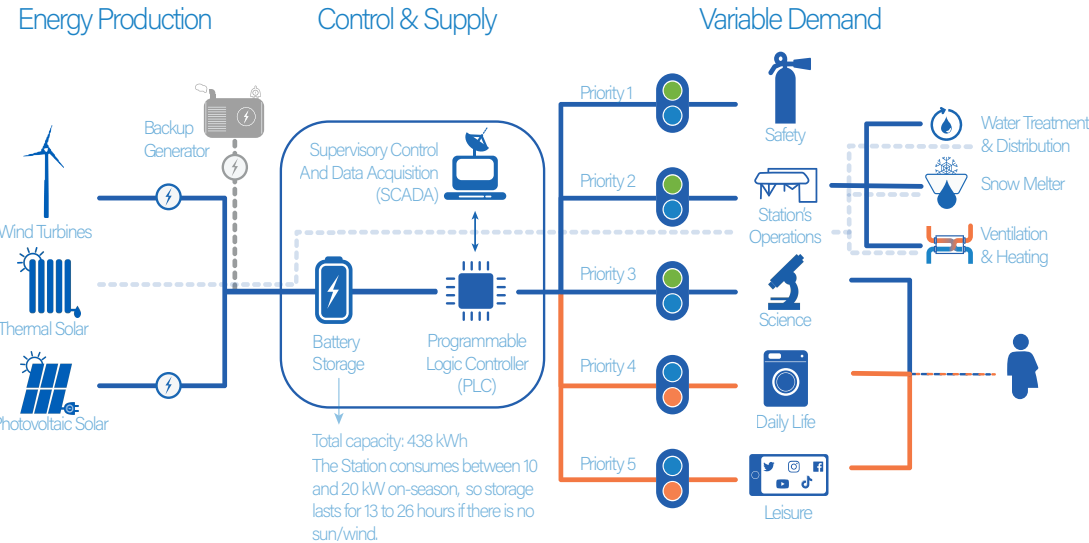 Energy Production
Control & Supply
Variable Demand
Backup
Generator
Wind Turbines
Thermal Solar
Photovoltaic Solar
Supervisory Control
And Data Acquisition
(SCADA)
Battery
Storage
Programmable
Logic Controller
(PLC)
Total capacity: 438 kWh
The Station consumes between 10
and 20 kW on-season, so storage
lasts for 13 to 26 hours if there is no
sun/wind.
Priority 1
Priority 2
Priority 3
Priority 4
Priority 5
Safety
Station's
Operations
Science
Daily Life
Leisure
Water Treatment
& Distribution
Snow Melter
Ventilation
& Heating